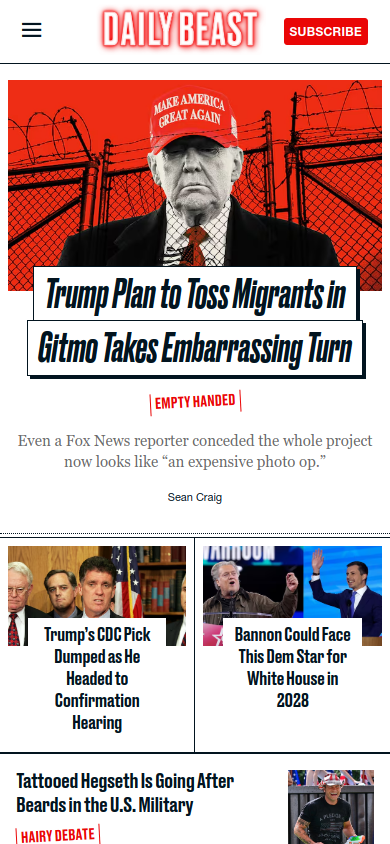 DAILY BEAST
SUBSCRIBE
MAKE AMERICA
GREAT AGAIN
Trump Plan to Toss Migrants in
Gitmo Takes Embarrassing Turn
EMPTY HANDED
Even a Fox News reporter conceded the whole project
now looks like “an expensive photo op.”
Sean Craig
Trump's CDC Pick
Dumped as He
Headed to
Confirmation
Hearing
Bannon Could Face
This Dem Star for
White House in
2028
Tattooed Hegseth Is Going After
Beards in the U.S. Military
HAIRY DEBATE